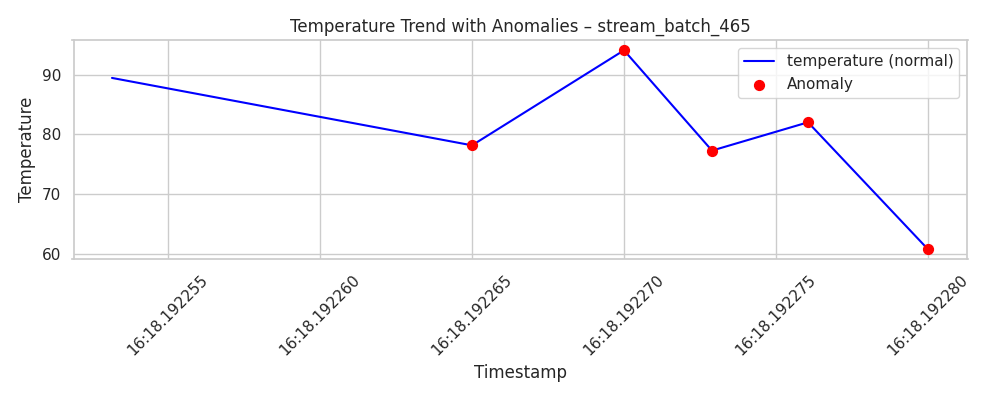 Temperature Trend with Anomalies – stream_batch_465
temperature (normal)
Anomaly
Temperature
90
80
70
60
16:18.192255
16:18.192260
16:18.192265
16:18.192270
16:18.192275
16:18.192280
Timestamp